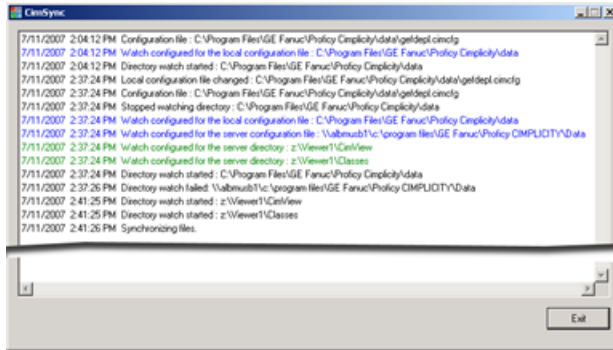 CimSync
7/11/2007 2:04:12 PM Configuration file : C:\Program Files\GE Fanuc\Proficy Cimplicity\data\gefdepl.cimcfg
7/11/2007 2:04:12 PM Watch configured for the local configuration file : C:\Program Files\GE Fanuc\Proficy Cimplicity\data
7/11/2007 2:04:12 PM Directory watch started : C:\Program Files\GE Fanuc\Proficy Cimplicity\data
7/11/2007 2:37:24 PM Local configuration file changed : C:\Program Files\GE Fanuc\Proficy Cimplicity\data\gefdepl.cimcfg
7/11/2007 2:37:24 PM Configuration file : C:\Program Files\GE Fanuc\Proficy Cimplicity\data\gefdepl.cimcfg
7/11/2007 2:37:24 PM Stopped watching directory : C:\Program Files\GE Fanuc\Proficy Cimplicity\data
7/11/2007 2:37:24 PM Watch configured for the local configuration file : C:\Program Files\GE Fanuc\Proficy Cimplicity\data
7/11/2007 2:37:24 PM Watch configured for the server configuration file : \\albmusb1\c:\program files\GE Fanuc\Proficy CIMPLICITY\Data
7/11/2007 2:37:24 PM Watch configured for the server directory : z:\Viewer1\CimView
7/11/2007 2:37:24 PM Watch configured for the server directory : z:\Viewer1\Classes
7/11/2007 2:37:24 PM Directory watch started : C:\Program Files\GE Fanuc\Proficy Cimplicity\data
7/11/2007 2:37:26 PM Directory watch failed: \\albmusb1\c:\program files\GE Fanuc\Proficy CIMPLICITY\Data
7/11/2007 2:41:25 PM Directory watch started : z:\Viewer1\CimView
7/11/2007 2:41:25 PM Directory watch started : z:\Viewer1\Classes
7/11/2007 2:41:26 PM Synchronizing files.
Exit